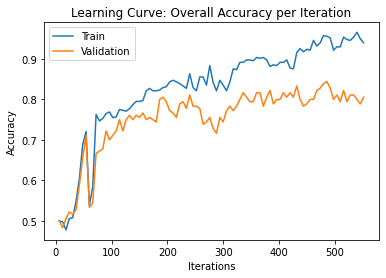 Learning Curve: Overall Accuracy per Iteration
Train
Validation
Accuracy
0.9
0.8
0.7
0.6
0.5
0
100
200
300
400
500
Iterations